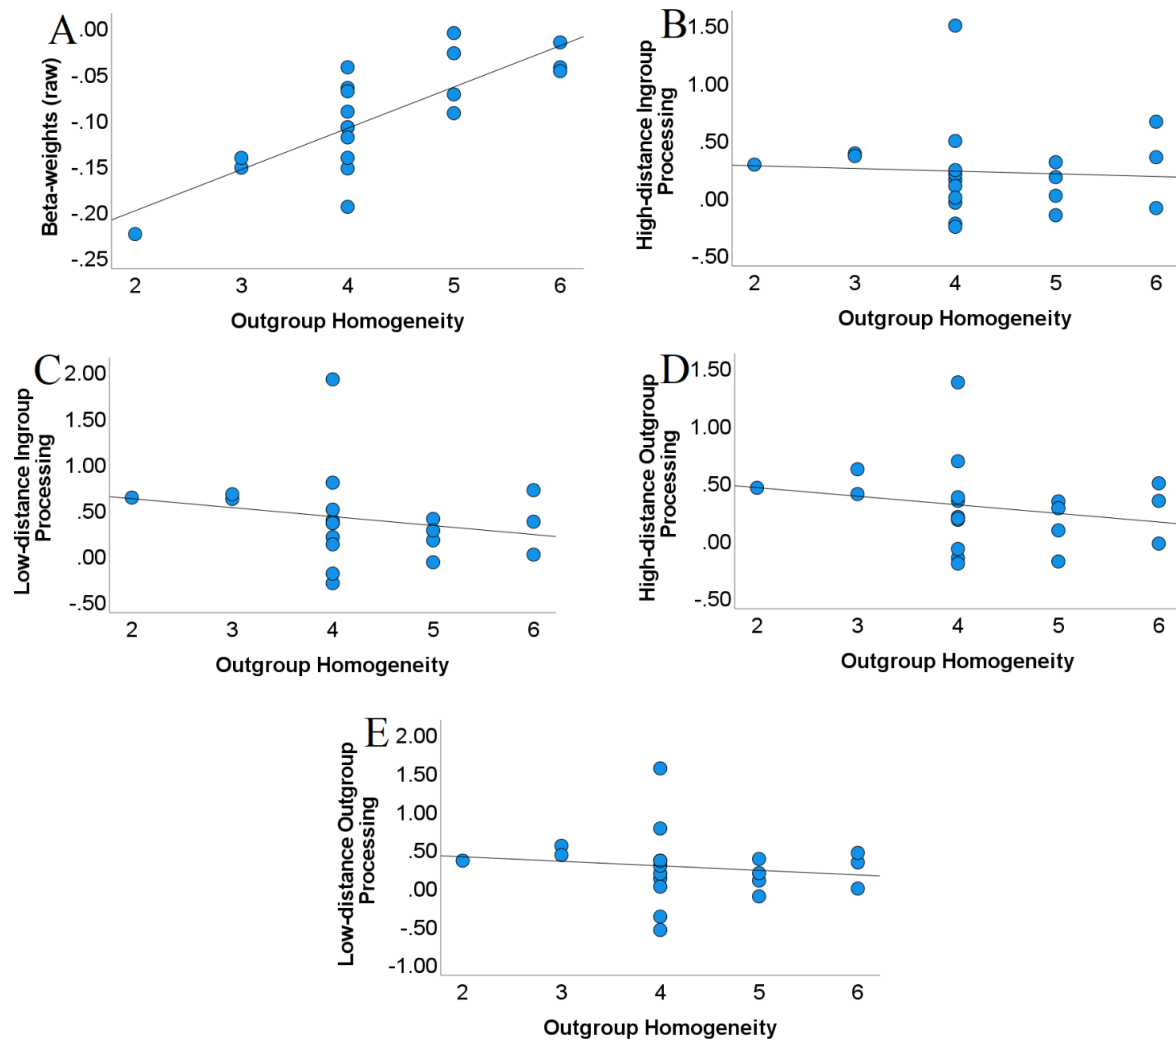 A
Beta-weights (raw)
.00
-.05
-.10
-.15
-.20
-.25
2 3 4 5 6
Outgroup Homogeneity
B
High-distance Ingroup
Processing
1.50
1.00
.50
.00
-.50
2 3 4 5 6
Outgroup Homogeneity
C
Low-distance Ingroup
Processing
2.00
1.50
1.00
.50
.00
-.50
2 3 4 5 6
Outgroup Homogeneity
D
High-distance Outgroup
Processing
1.50
1.00
.50
.00
-.50
2 3 4 5 6
Outgroup Homogeneity
E
Low-distance Outgroup
Processing
2.00
1.50
1.00
.50
.00
-.50
-1.00
2 3 4 5 6
Outgroup Homogeneity